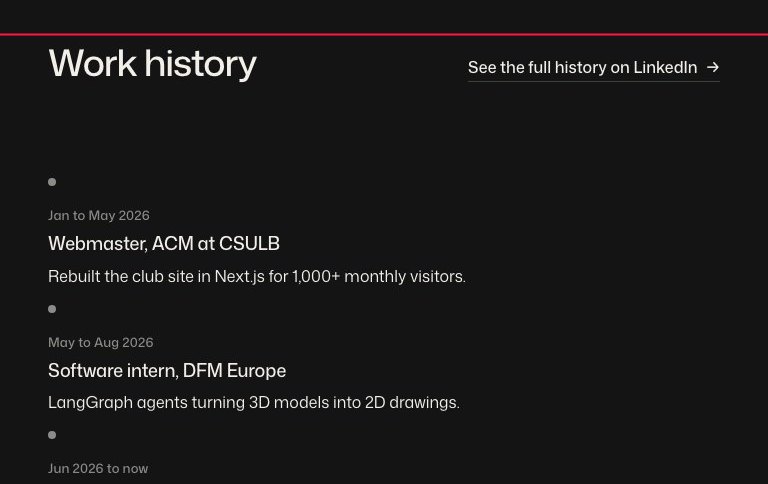 Work history
See the full history on LinkedIn →
Jan to May 2026
Webmaster, ACM at CSULB
Rebuilt the club site in Next.js for 1,000+ monthly visitors.
May to Aug 2026
Software intern, DFM Europe
LangGraph agents turning 3D models into 2D drawings.
Jun 2026 to now